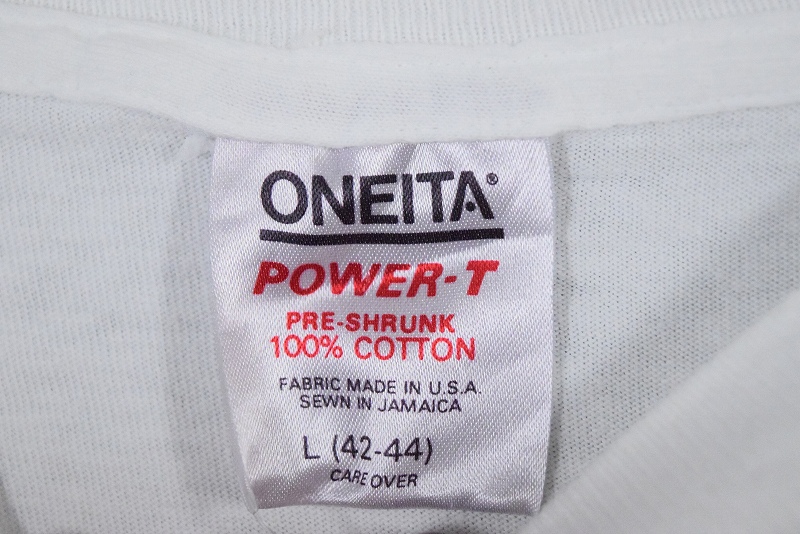 ONEITA®
POWER-T
PRE-SHRUNK
100% COTTON
FABRIC MADE IN U.S.A.
SEWN IN JAMAICA
L (42-44)
CARE OVER